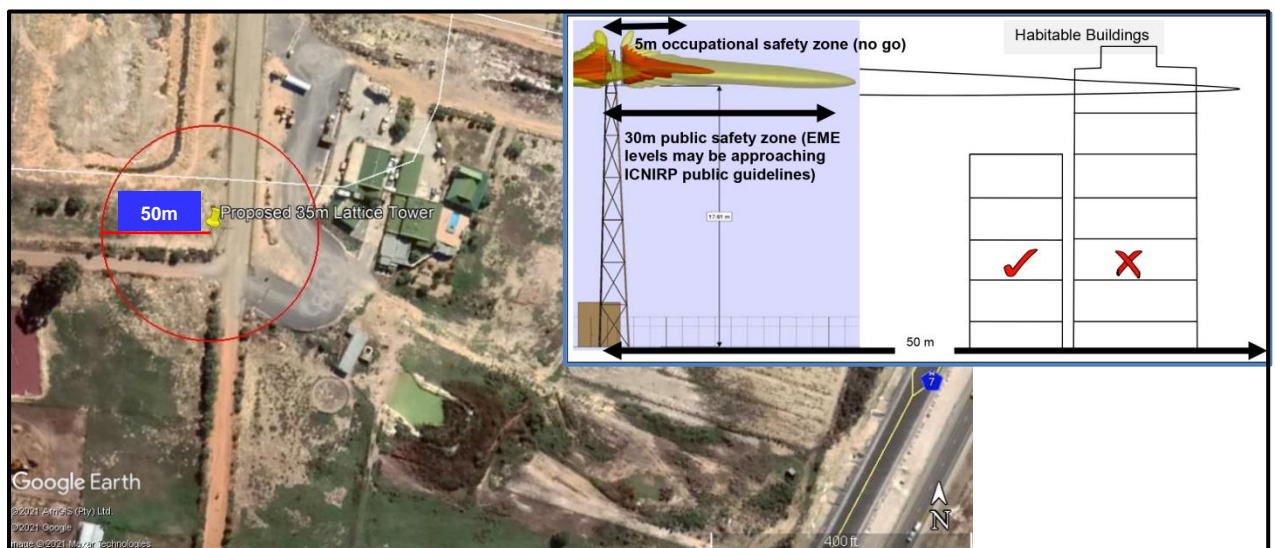 50m
Proposed 35m Lattice Tower
5m occupational safety zone (no go)
Habitable Buildings
30m public safety zone (EME
levels may be approaching
ICNIRP public guidelines)
50 m
N
7
Google Earth
©2021 AfriGIS (Pty) Ltd.
©2021 Google
Image ©2021 Maxar Technologies
N
400 ft